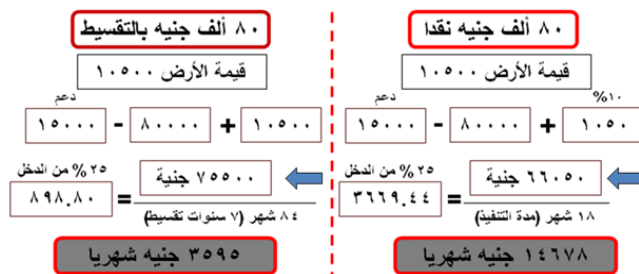 ٨٠ ألف جنيه نقدا
قيمة الأرض ١٠٥٠٠
١٠%
دعم
١٠٥٠ + ٨٠٠٠٠ - ١٥٠٠٠
٦٦٠٥٠ جنية
٢٥ % من الدخل
= ٣٦٦٩.٤٤
١٨ شهر (مدة التنفيذ)
١٤٦٧٨ جنيه شهريا
٨٠ ألف جنيه بالتقسيط
قيمة الأرض ١٠٥٠٠
دعم
١٠٥٠٠ + ٨٠٠٠٠ - ١٥٠٠٠
٧٥٥٠٠ جنية
٢٥ % من الدخل
= ٨٩٨.٨٠
٨٤ شهر (٧ سنوات تقسيط)
٣٥٩٥ جنيه شهريا